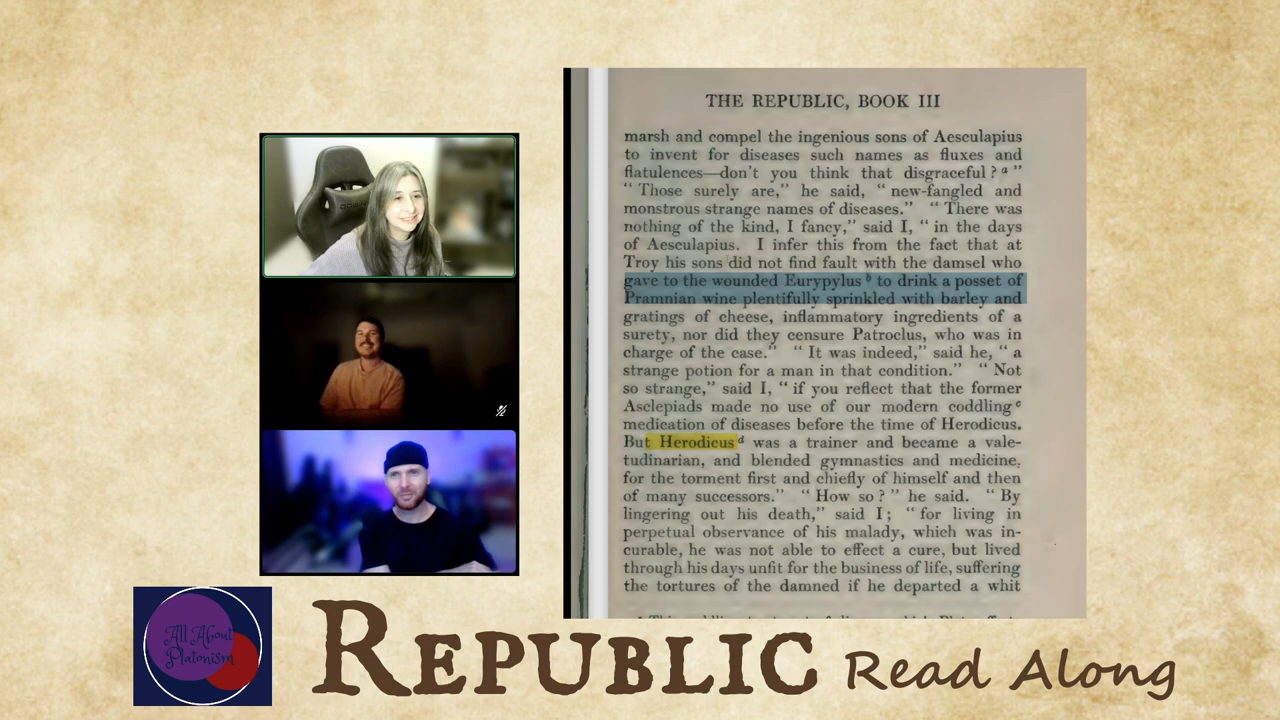 THE REPUBLIC, BOOK III
marsh and compel the ingenious sons of Aesculapius
to invent for diseases such names as fluxes and
flatulences—don't you think that disgraceful? ᵃ "
" Those surely are," he said, " new-fangled and
monstrous strange names of diseases." " There was
nothing of the kind, I fancy," said I, " in the days
of Aesculapius. I infer this from the fact that at
Troy his sons did not find fault with the damsel who
gave to the wounded Eurypylus ᵇ to drink a posset of
Pramnian wine plentifully sprinkled with barley and
gratings of cheese, inflammatory ingredients of a
surety, nor did they censure Patroclus, who was in
charge of the case." " It was indeed," said he, " a
strange potion for a man in that condition." " Not
so strange," said I, " if you reflect that the former
Asclepiads made no use of our modern coddling ᶜ
medication of diseases before the time of Herodicus.
But Herodicus ᵈ was a trainer and became a vale-
tudinarian, and blended gymnastics and medicine,
for the torment first and chiefly of himself and then
of many successors." " How so ? " he said. " By
lingering out his death," said I ; " for living in
perpetual observance of his malady, which was in-
curable, he was not able to effect a cure, but lived
through his days unfit for the business of life, suffering
the tortures of the damned if he departed a whit
All About
Platonism
REPUBLIC Read Along